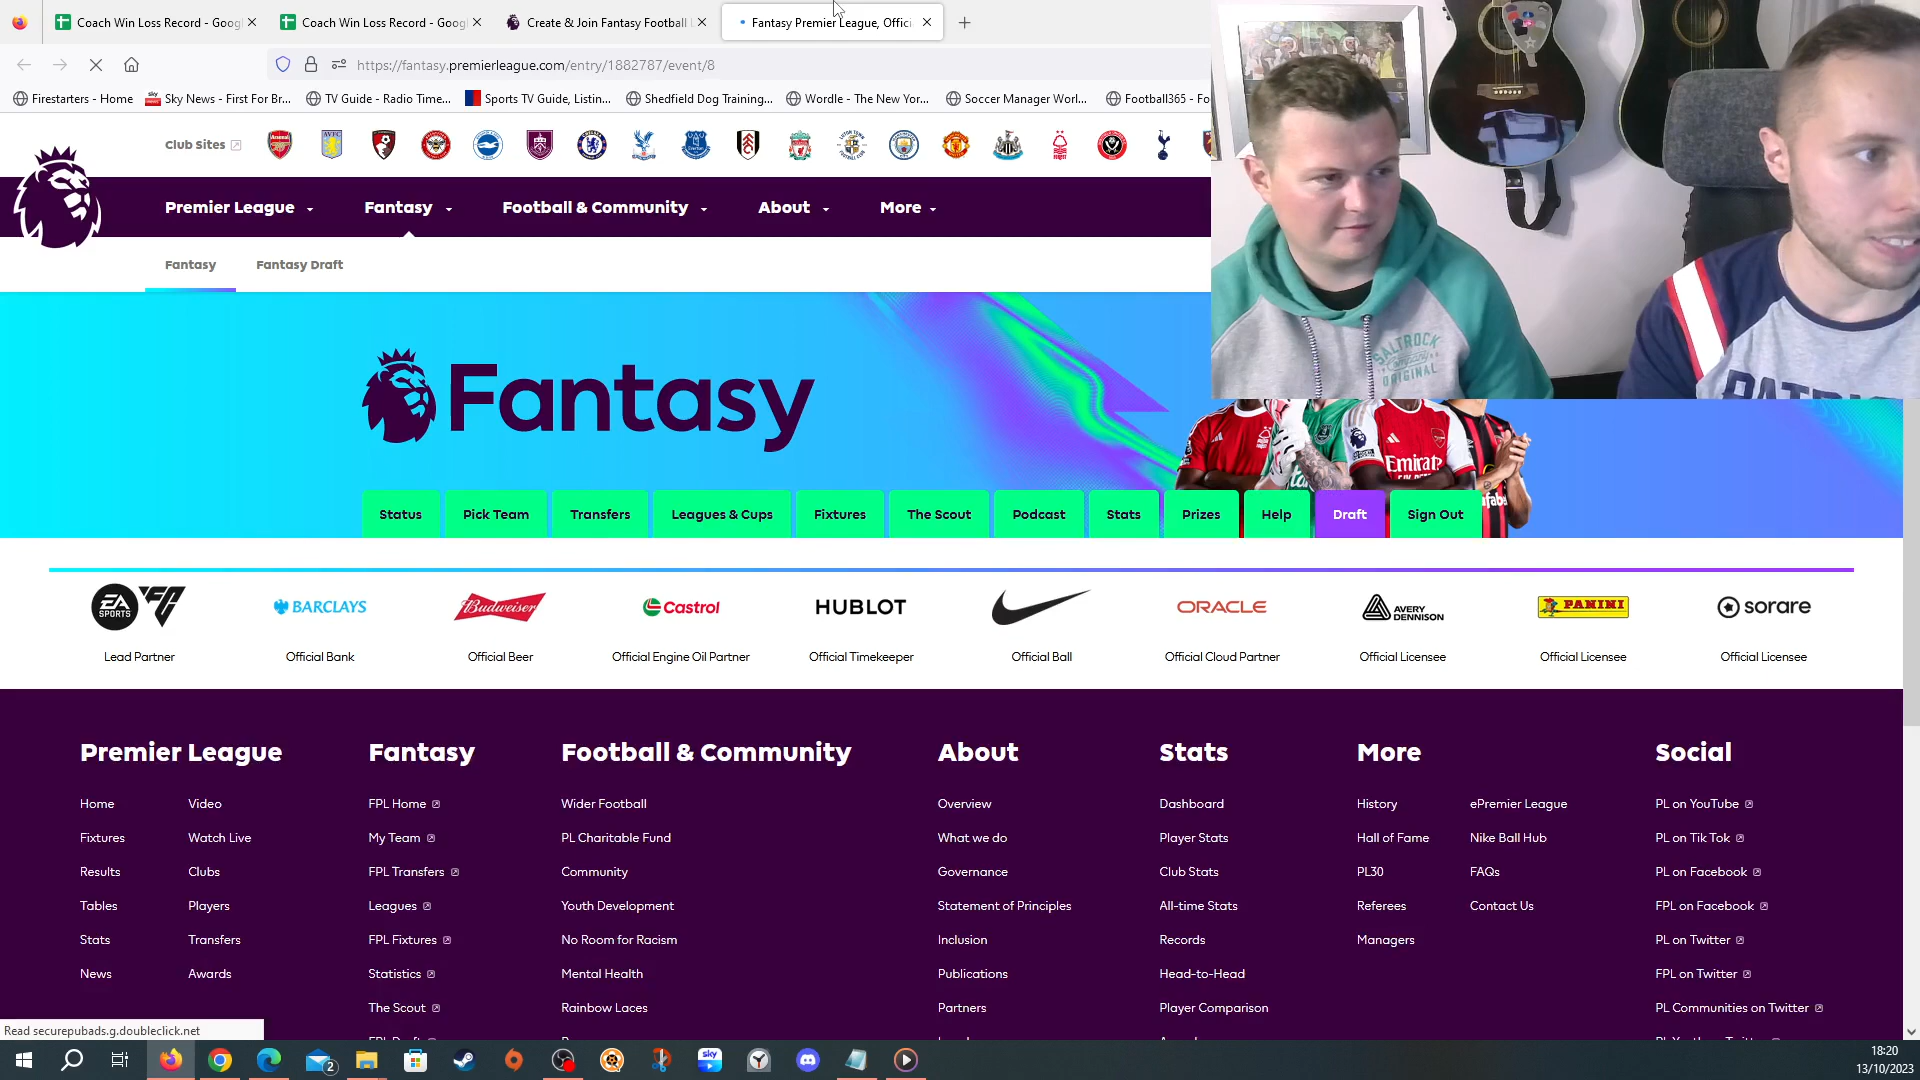 Coach Win Loss Record - Goog
Coach Win Loss Record - Goog
Create & Join Fantasy Football
Fantasy Premier League, Offici
https://fantasy.premierleague.com/entry/1882787/event/8
Firestarters - Home
Sky News - First For Br...
TV Guide - Radio Time...
Sports TV Guide, Listin...
Shedfield Dog Training...
Wordle - The New Yor...
Soccer Manager Worl...
Football365 - Fo
Club Sites
Premier League
Fantasy
Football & Community
About
More
Fantasy
Fantasy Draft
SALTROCK
ORIGINAL
Fantasy
Emirates
Status
Pick Team
Transfers
Leagues & Cups
Fixtures
The Scout
Podcast
Stats
Prizes
Help
Draft
Sign Out
EA SPORTS FC
BARCLAYS
Budweiser
Castrol
HUBLOT
ORACLE
AVERY DENNISON
PANINI
sorare
Lead Partner
Official Bank
Official Beer
Official Engine Oil Partner
Official Timekeeper
Official Ball
Official Cloud Partner
Official Licensee
Official Licensee
Official Licensee
Premier League
Fantasy
Football & Community
About
Stats
More
Social
Home
Video
FPL Home
Wider Football
Overview
Dashboard
History
ePremier League
PL on YouTube
Fixtures
Watch Live
My Team
PL Charitable Fund
What we do
Player Stats
Hall of Fame
Nike Ball Hub
PL on Tik Tok
Results
Clubs
FPL Transfers
Community
Governance
Club Stats
PL30
FAQs
PL on Facebook
Tables
Players
Leagues
Youth Development
Statement of Principles
All-time Stats
Referees
Contact Us
FPL on Facebook
Stats
Transfers
FPL Fixtures
No Room for Racism
Inclusion
Records
Managers
PL on Twitter
News
Awards
Statistics
Mental Health
Publications
Head-to-Head
FPL on Twitter
The Scout
Rainbow Laces
Partners
Player Comparison
PL Communities on Twitter
Read securepubads.g.doubleclick.net
2
sky
18:20
13/10/2023